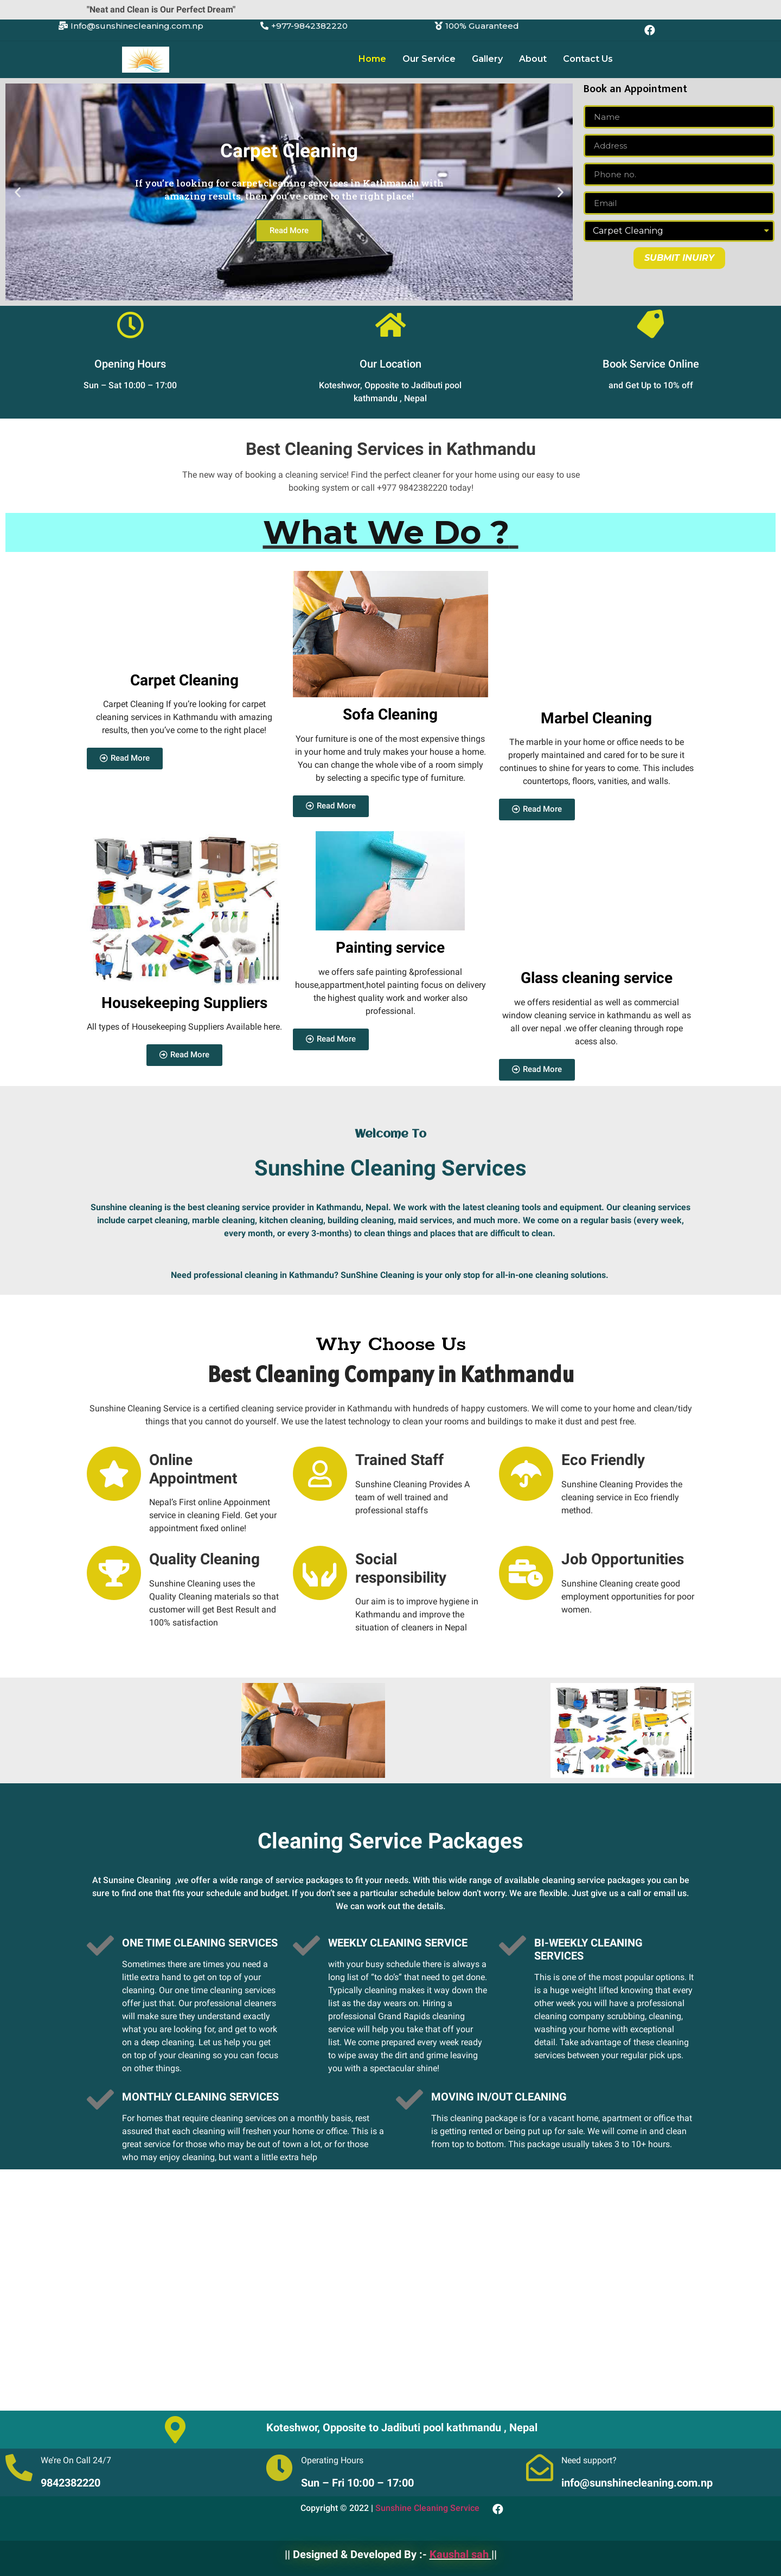 "Neat and Clean is Our Perfect Dream"
Info@sunshinecleaning.com.np
+977-9842382220
100% Guaranteed
Home
Our Service
Gallery
About
Contact Us
Carpet Cleaning
If you're looking for carpet cleaning services in Kathmandu with
amazing results, then you've come to the right place!
Read More
Book an Appointment
Name
Address
Phone no.
Email
Carpet Cleaning
SUBMIT INUIRY
Opening Hours
Sun – Sat 10:00 – 17:00
Our Location
Koteshwor, Opposite to Jadibuti pool
kathmandu , Nepal
Book Service Online
and Get Up to 10% off
Best Cleaning Services in Kathmandu
The new way of booking a cleaning service! Find the perfect cleaner for your home using our easy to use
booking system or call +977 9842382220 today!
What We Do ?
Carpet Cleaning
Carpet Cleaning If you're looking for carpet
cleaning services in Kathmandu with amazing
results, then you've come to the right place!
Read More
Sofa Cleaning
Your furniture is one of the most expensive things
in your home and truly makes your house a home.
You can change the whole vibe of a room simply
by selecting a specific type of furniture.
Read More
Marbel Cleaning
The marble in your home or office needs to be
properly maintained and cared for to be sure it
continues to shine for years to come. This includes
countertops, floors, vanities, and walls.
Read More
Housekeeping Suppliers
All types of Housekeeping Suppliers Available here.
Read More
Painting service
we offers safe painting &professional
house,appartment,hotel painting focus on delivery
the highest quality work and worker also
professional.
Read More
Glass cleaning service
we offers residential as well as commercial
window cleaning service in kathmandu as well as
all over nepal .we offer cleaning through rope
acess also.
Read More
Welcome To
Sunshine Cleaning Services
Sunshine cleaning is the best cleaning service provider in Kathmandu, Nepal. We work with the latest cleaning tools and equipment. Our cleaning services
include carpet cleaning, marble cleaning, kitchen cleaning, building cleaning, maid services, and much more. We come on a regular basis (every week,
every month, or every 3-months) to clean things and places that are difficult to clean.
Need professional cleaning in Kathmandu? SunShine Cleaning is your only stop for all-in-one cleaning solutions.
Why Choose Us
Best Cleaning Company in Kathmandu
Sunshine Cleaning Service is a certified cleaning service provider in Kathmandu with hundreds of happy customers. We will come to your home and clean/tidy
things that you cannot do yourself. We use the latest technology to clean your rooms and buildings to make it dust and pest free.
Online
Appointment
Nepal's First online Appoinment
service in cleaning Field. Get your
appointment fixed online!
Trained Staff
Sunshine Cleaning Provides A
team of well trained and
professional staffs
Eco Friendly
Sunshine Cleaning Provides the
cleaning service in Eco friendly
method.
Quality Cleaning
Sunshine Cleaning uses the
Quality Cleaning materials so that
customer will get Best Result and
100% satisfaction
Social
responsibility
Our aim is to improve hygiene in
Kathmandu and improve the
situation of cleaners in Nepal
Job Opportunities
Sunshine Cleaning create good
employment opportunities for poor
women.
Cleaning Service Packages
At Sunsine Cleaning ,we offer a wide range of service packages to fit your needs. With this wide range of available cleaning service packages you can be
sure to find one that fits your schedule and budget. If you don't see a particular schedule below don't worry. We are flexible. Just give us a call or email us.
We can work out the details.
ONE TIME CLEANING SERVICES
Sometimes there are times you need a
little extra hand to get on top of your
cleaning. Our one time cleaning services
offer just that. Our professional cleaners
will make sure they understand exactly
what you are looking for, and get to work
on a deep cleaning. Let us help you get
on top of your cleaning so you can focus
on other things.
WEEKLY CLEANING SERVICE
with your busy schedule there is always a
long list of "to do's" that need to get done.
Typically cleaning makes it way down the
list as the day wears on. Hiring a
professional Grand Rapids cleaning
service will help you take that off your
list. We come prepared every week ready
to wipe away the dirt and grime leaving
you with a spectacular shine!
BI-WEEKLY CLEANING
SERVICES
This is one of the most popular options. It
is a huge weight lifted knowing that every
other week you will have a professional
cleaning company scrubbing, cleaning,
washing your home with exceptional
detail. Take advantage of these cleaning
services between your regular pick ups.
MONTHLY CLEANING SERVICES
For homes that require cleaning services on a monthly basis, rest
assured that each cleaning will freshen your home or office. This is a
great service for those who may be out of town a lot, or for those
who may enjoy cleaning, but want a little extra help
MOVING IN/OUT CLEANING
This cleaning package is for a vacant home, apartment or office that
is getting rented or being put up for sale. We will come in and clean
from top to bottom. This package usually takes 3 to 10+ hours.
Koteshwor, Opposite to Jadibuti pool kathmandu , Nepal
We're On Call 24/7
9842382220
Operating Hours
Sun – Fri 10:00 – 17:00
Need support?
info@sunshinecleaning.com.np
Copyright © 2022 | Sunshine Cleaning Service
|| Designed & Developed By :- Kaushal sah ||